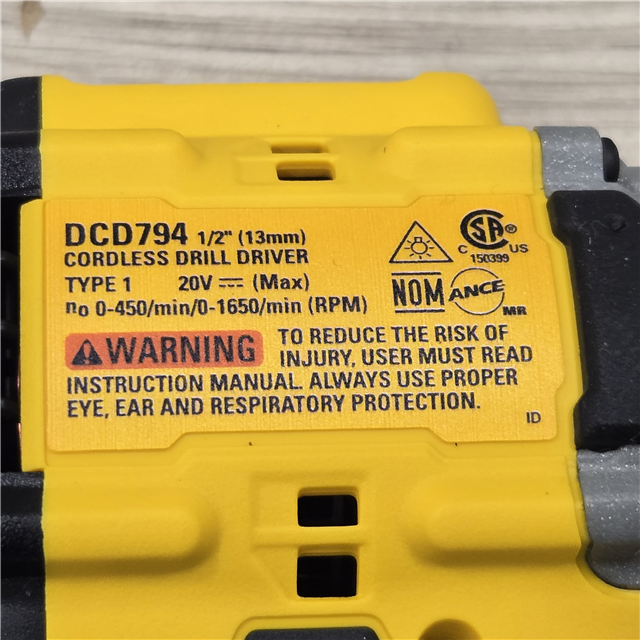 DCD794 1/2" (13mm)
CORDLESS DRILL DRIVER
TYPE 1 20V ⎓ (Max)
no 0-450/min/0-1650/min (RPM)
SA ®
C US
150399
NOM
ANCE
MR
WARNING TO REDUCE THE RISK OF
INJURY, USER MUST READ
INSTRUCTION MANUAL. ALWAYS USE PROPER
EYE, EAR AND RESPIRATORY PROTECTION.
ID